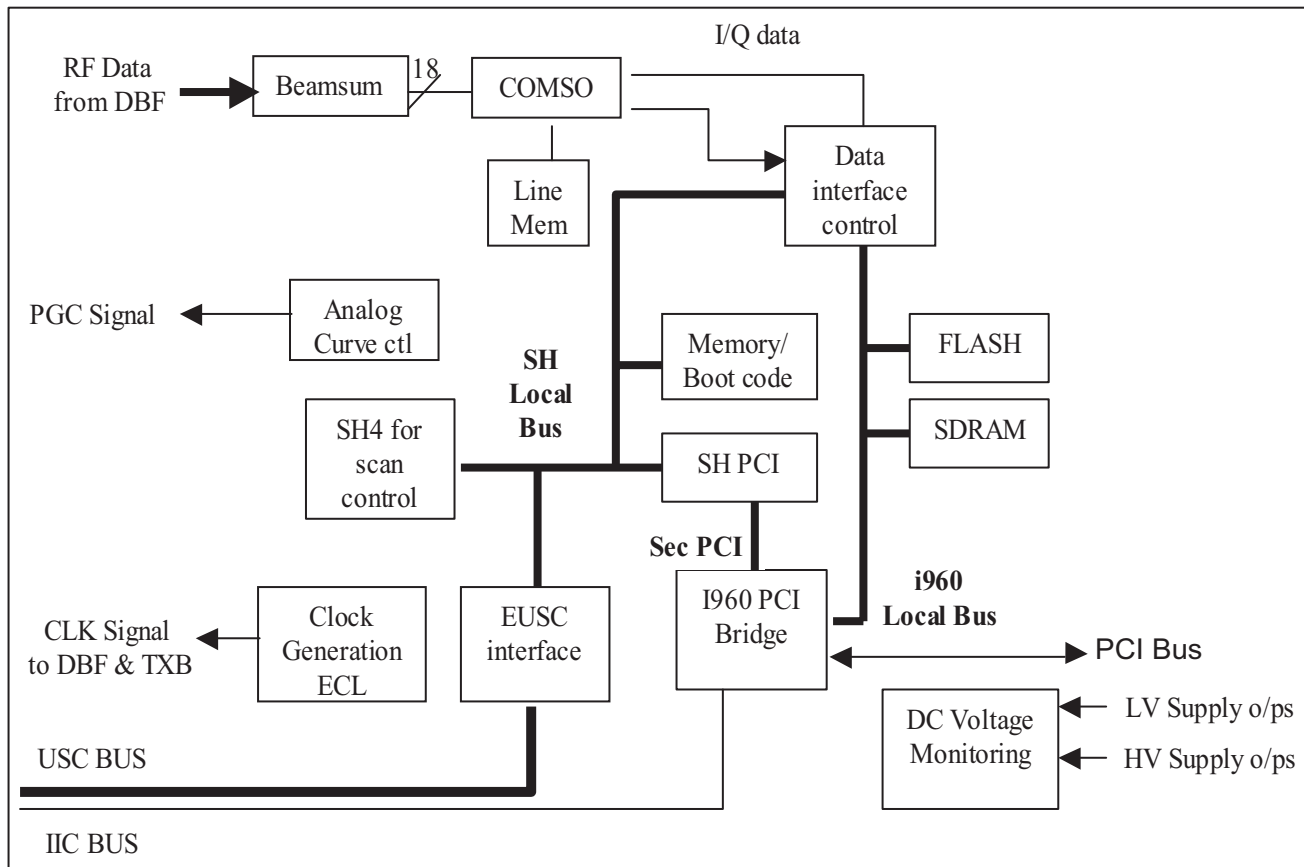 I/Q data
RF Data
from DBF
Beamsum
18
COMSO
Line
Mem
Data
interface
control
PGC Signal
Analog
Curve ctl
SH
Local
Bus
Memory/
Boot code
FLASH
SDRAM
SH4 for
scan
control
SH PCI
Sec PCI
i960
Local Bus
I960 PCI
Bridge
CLK Signal
to DBF & TXB
Clock
Generation
ECL
EUSC
interface
PCI Bus
DC Voltage
Monitoring
LV Supply o/ps
HV Supply o/ps
USC BUS
IIC BUS